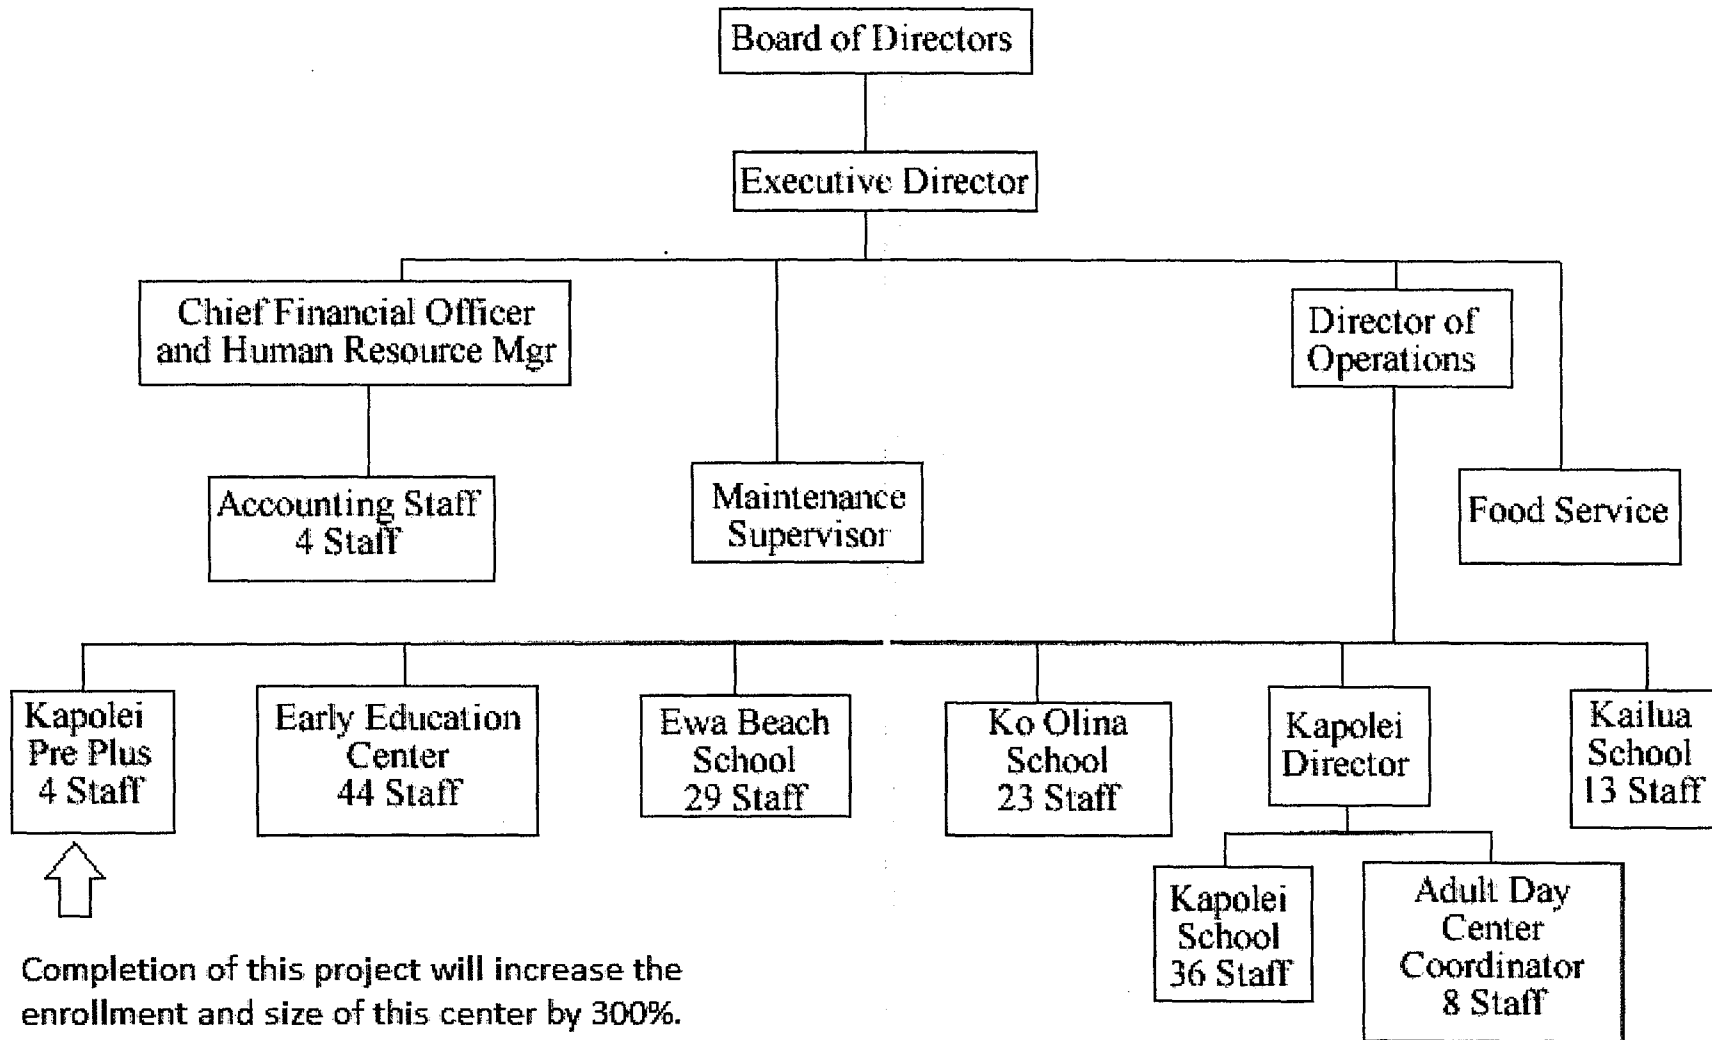 Board of Directors
Executive Director
Chief Financial Officer
and Human Resource Mgr
Director of
Operations
Accounting Staff
4 Staff
Maintenance
Supervisor
Food Service
Kapolei
Pre Plus
4 Staff
Early Education
Center
44 Staff
Ewa Beach
School
29 Staff
Ko Olina
School
23 Staff
Kapolei
Director
Kailua
School
13 Staff
Kapolei
School
36 Staff
Adult Day
Center
Coordinator
8 Staff
Completion of this project will increase the
enrollment and size of this center by 300%.